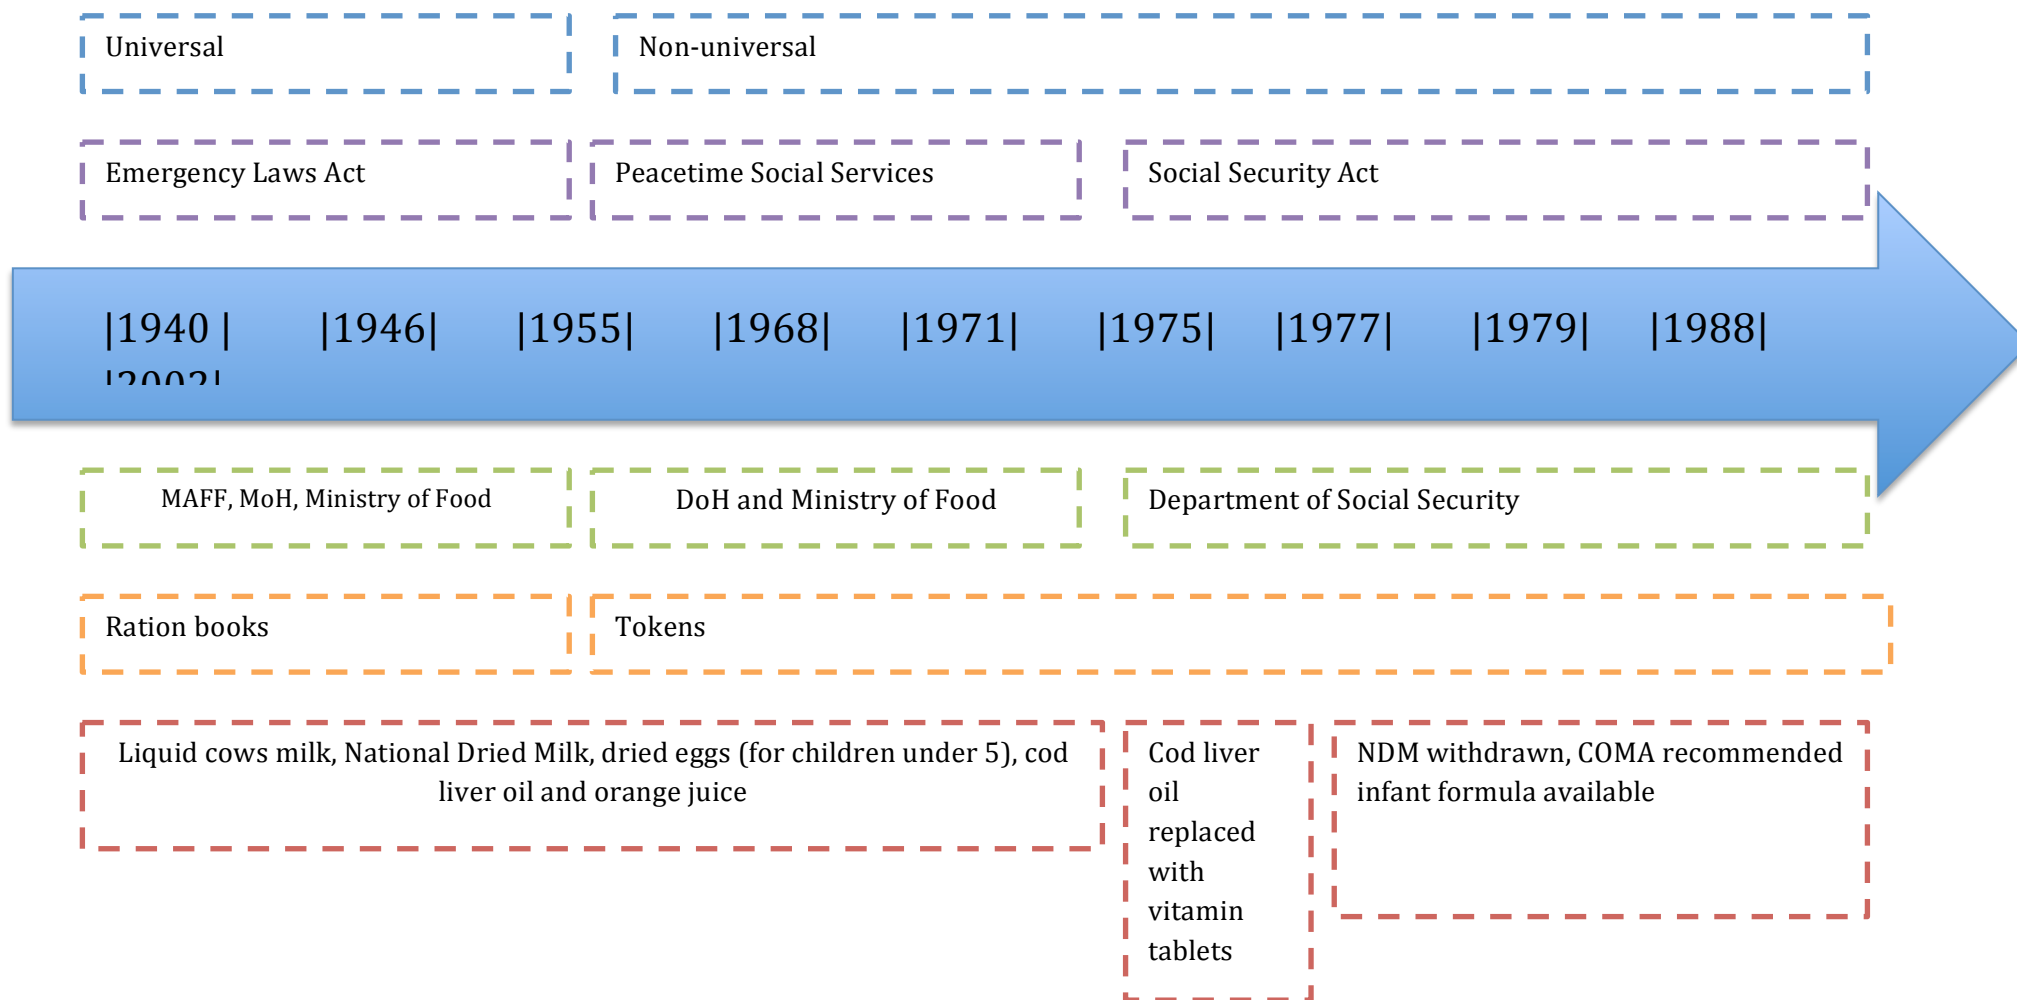 Universal
Non-universal
Emergency Laws Act
Peacetime Social Services
Social Security Act
|1940 | |1946| |1955| |1968| |1971| |1975| |1977| |1979| |1988|
MAFF, MoH, Ministry of Food
DoH and Ministry of Food
Department of Social Security
Ration books
Tokens
Liquid cows milk, National Dried Milk, dried eggs (for children under 5), cod
liver oil and orange juice
Cod liver
oil
replaced
with
vitamin
tablets
NDM withdrawn, COMA recommended
infant formula available